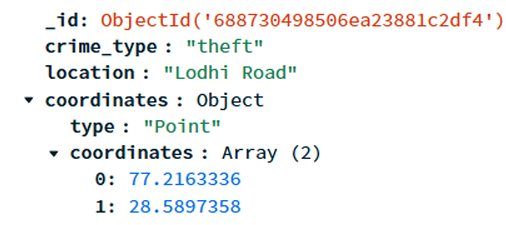 _id: ObjectId('688730498506ea23881c2df4')
crime_type : "theft"
location : "Lodhi Road"
coordinates : Object
type : "Point"
coordinates : Array (2)
0: 77.2163336
1: 28.5897358